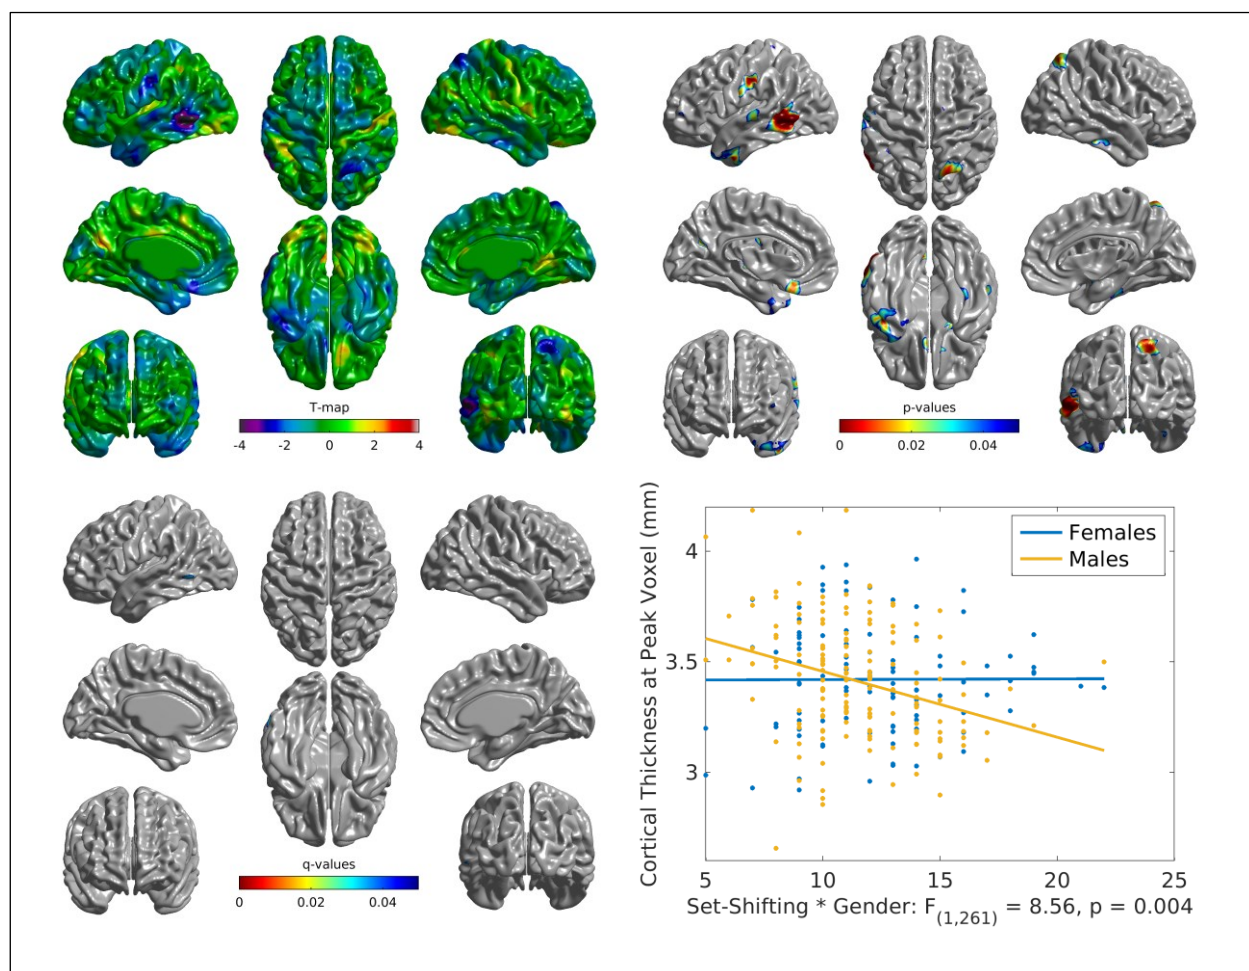 T-map
-4 -2 0 2 4
p-values
0 0.02 0.04
q-values
0 0.02 0.04
Cortical Thickness at Peak Voxel (mm)
4
3.5
3
Females
Males
5 10 15 20 25
Set-Shifting * Gender: F(1,261) = 8.56, p = 0.004